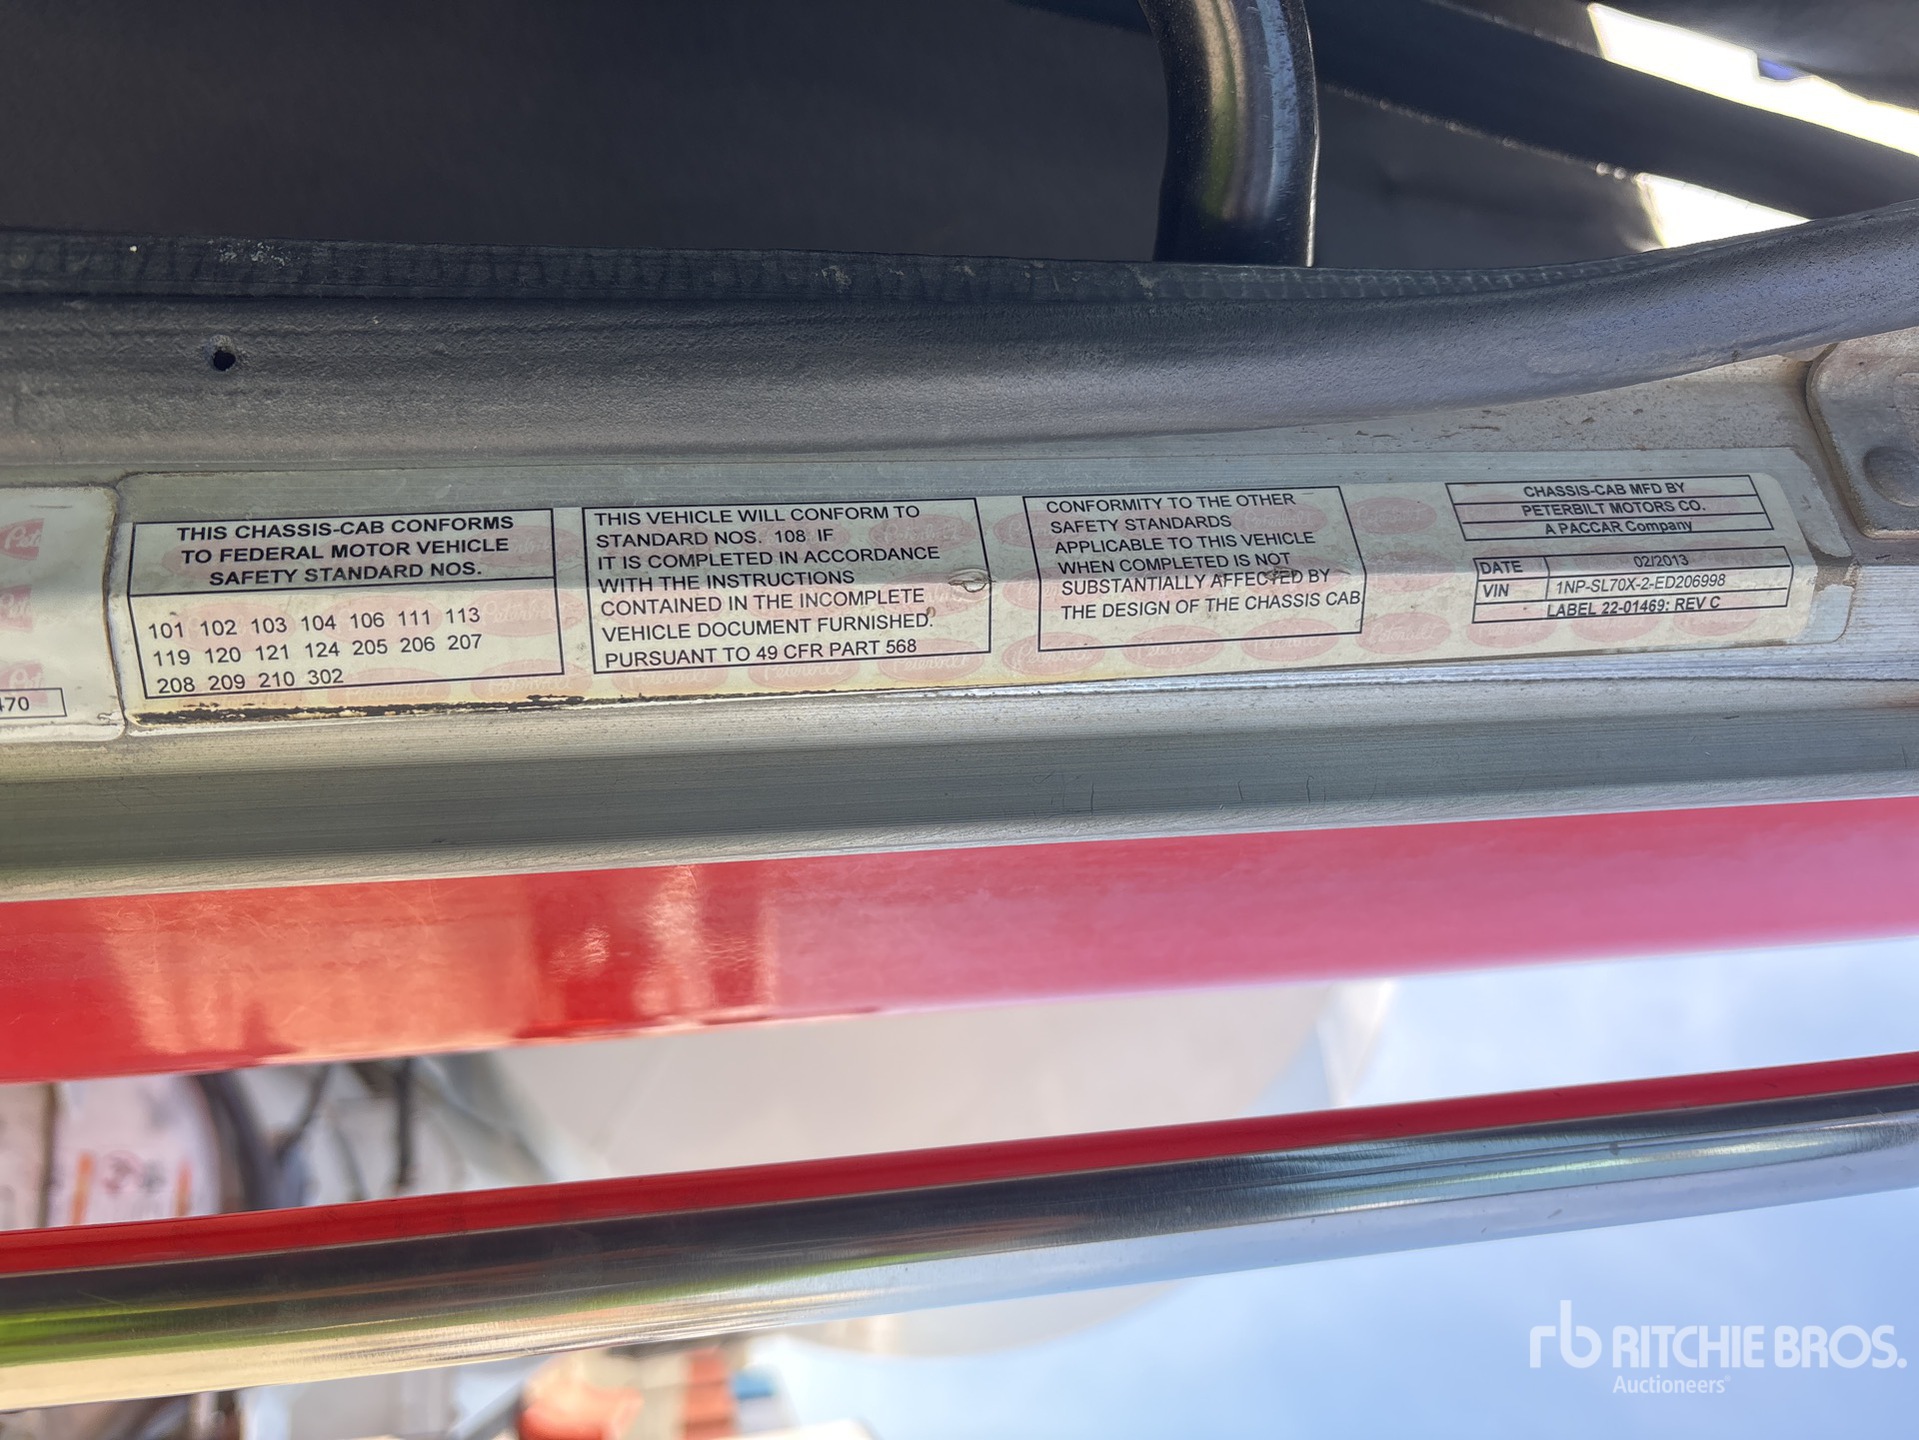 470
THIS CHASSIS-CAB CONFORMS
TO FEDERAL MOTOR VEHICLE
SAFETY STANDARD NOS.
101 102 103 104 106 111 113
119 120 121 124 205 206 207
208 209 210 302
THIS VEHICLE WILL CONFORM TO
STANDARD NOS. 108 IF
IT IS COMPLETED IN ACCORDANCE
WITH THE INSTRUCTIONS
CONTAINED IN THE INCOMPLETE
VEHICLE DOCUMENT FURNISHED.
PURSUANT TO 49 CFR PART 568
CONFORMITY TO THE OTHER
SAFETY STANDARDS
APPLICABLE TO THIS VEHICLE
WHEN COMPLETED IS NOT
SUBSTANTIALLY AFFECTED BY
THE DESIGN OF THE CHASSIS CAB
CHASSIS-CAB MFD BY
PETERBILT MOTORS CO.
A PACCAR Company
DATE 02/2013
VIN 1NP-SL70X-2-ED206998
LABEL 22-01469: REV C
rb RITCHIE BROS.
Auctioneers